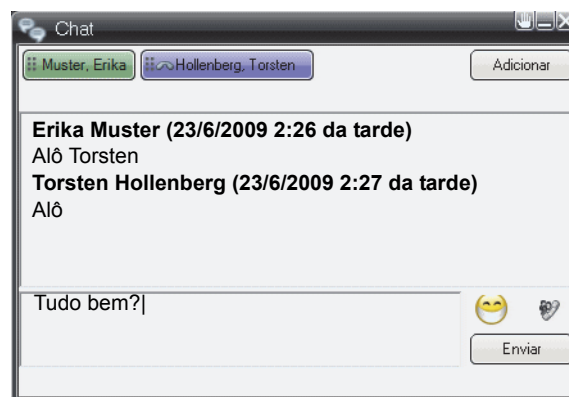 Chat
Muster, Erika Hollenberg, Torsten Adicionar
Erika Muster (23/6/2009 2:26 da tarde)
Alô Torsten
Torsten Hollenberg (23/6/2009 2:27 da tarde)
Alô
Tudo bem?
Enviar